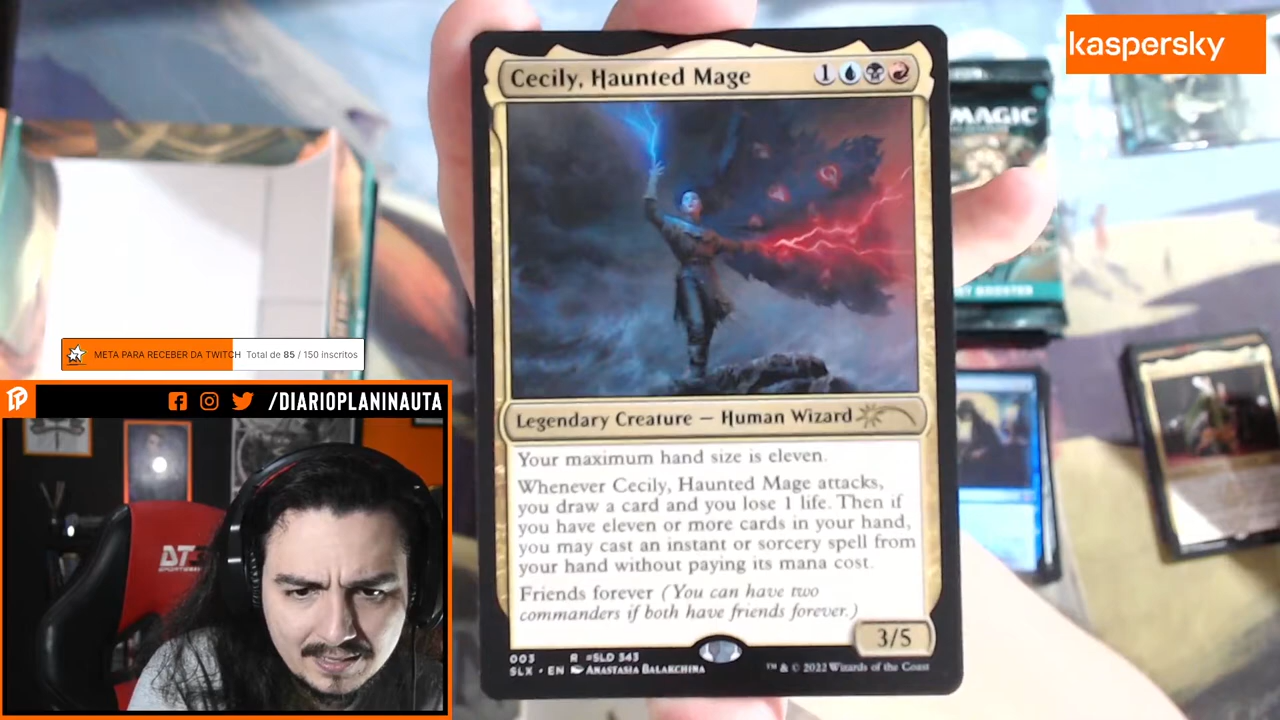 kaspersky
Cecily, Haunted Mage
1
MAGIC
Legendary Creature — Human Wizard
Your maximum hand size is eleven.
Whenever Cecily, Haunted Mage attacks,
you draw a card and you lose 1 life. Then if
you have eleven or more cards in your hand,
you may cast an instant or sorcery spell from
your hand without paying its mana cost.
Friends forever (You can have two
commanders if both have friends forever.)
3/5
003 R ≡SLD 343
SLX • EN ANASTASIA BALAKCHINA
™ & © 2022 Wizards of the Coast
BOOSTER
META PARA RECEBER DA TWITCH Total de 85 / 150 inscritos
/DIARIOPLANINAUTA
DT3